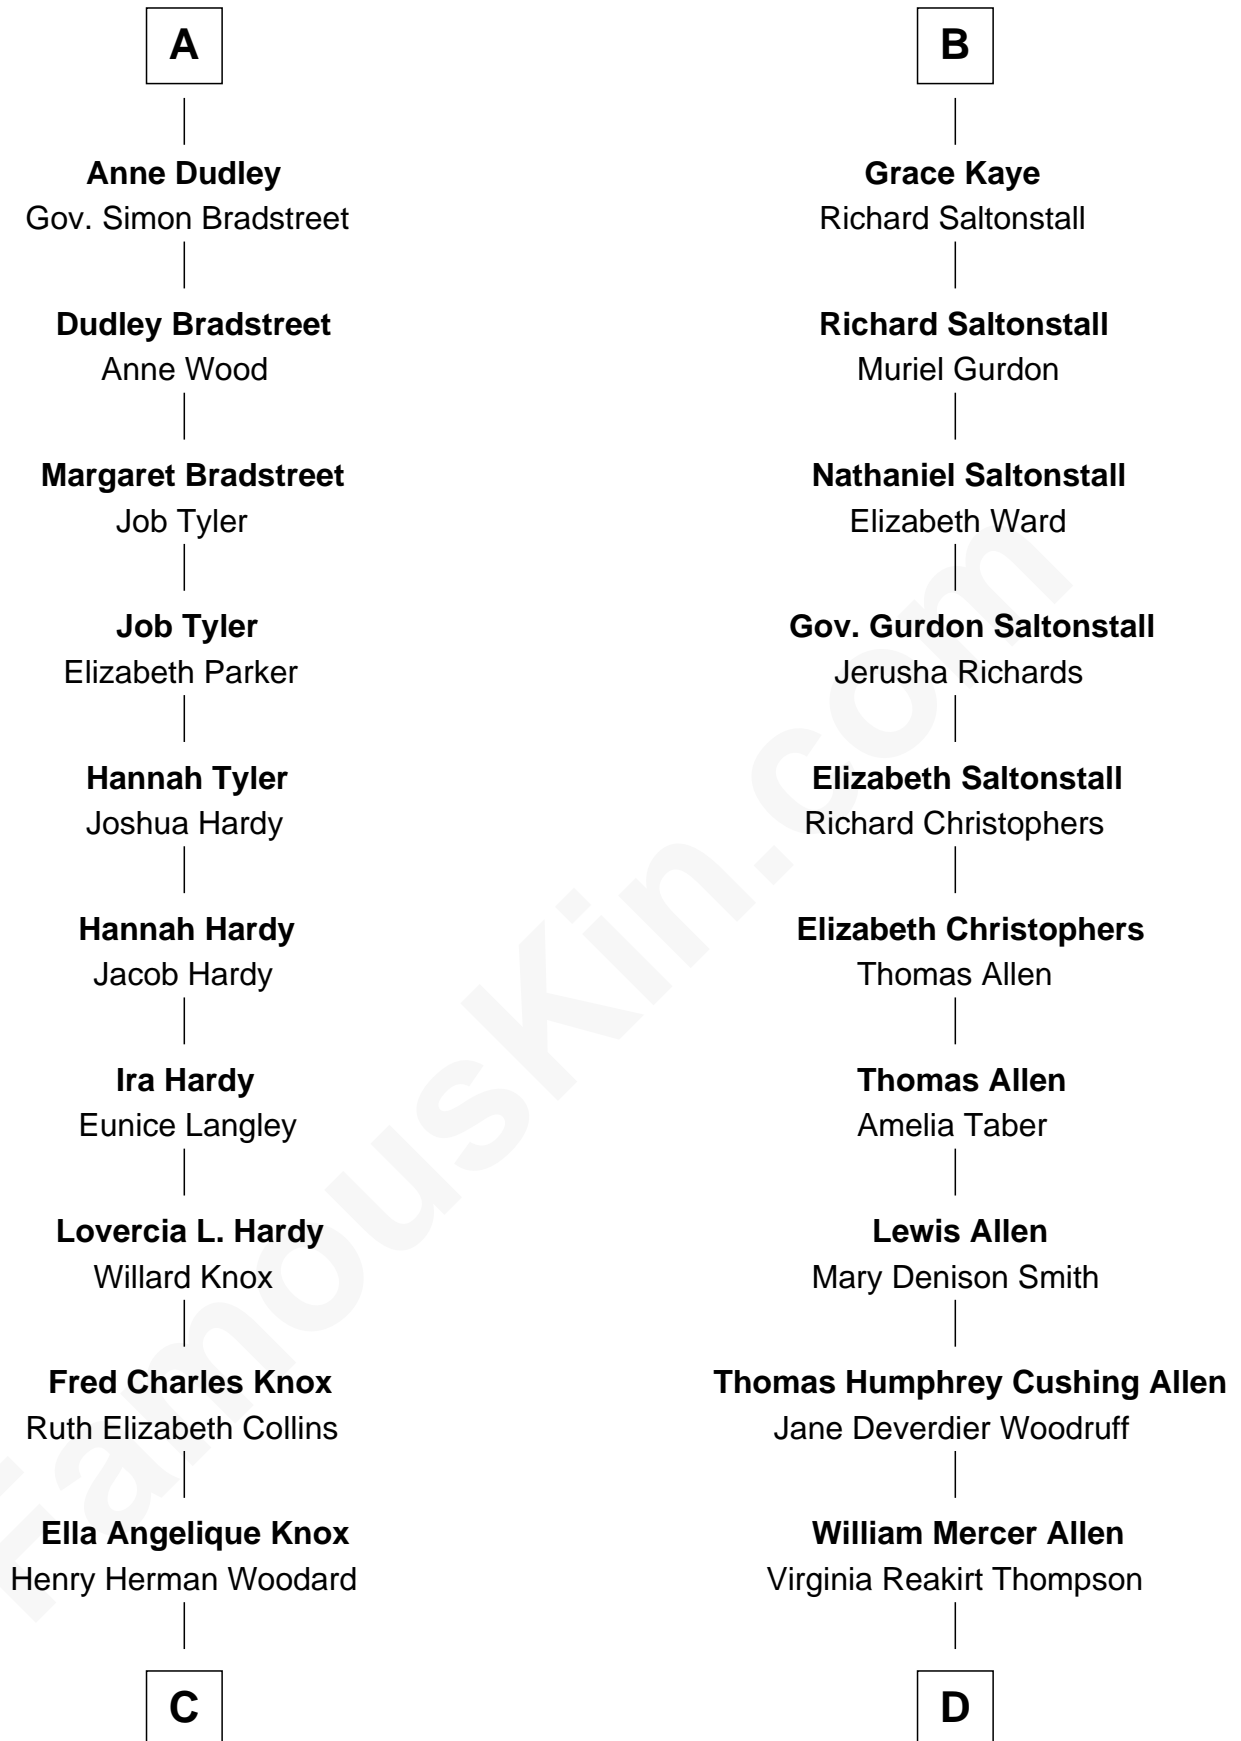 A
Anne Dudley
Gov. Simon Bradstreet
Dudley Bradstreet
Anne Wood
Margaret Bradstreet
Job Tyler
Job Tyler
Elizabeth Parker
Hannah Tyler
Joshua Hardy
Hannah Hardy
Jacob Hardy
Ira Hardy
Eunice Langley
Lovercia L. Hardy
Willard Knox
Fred Charles Knox
Ruth Elizabeth Collins
Ella Angelique Knox
Henry Herman Woodard
C
B
Grace Kaye
Richard Saltonstall
Richard Saltonstall
Muriel Gurdon
Nathaniel Saltonstall
Elizabeth Ward
Gov. Gurdon Saltonstall
Jerusha Richards
Elizabeth Saltonstall
Richard Christophers
Elizabeth Christophers
Thomas Allen
Thomas Allen
Amelia Taber
Lewis Allen
Mary Denison Smith
Thomas Humphrey Cushing Allen
Jane Deverdier Woodruff
William Mercer Allen
Virginia Reakirt Thompson
D
FamousKin.com